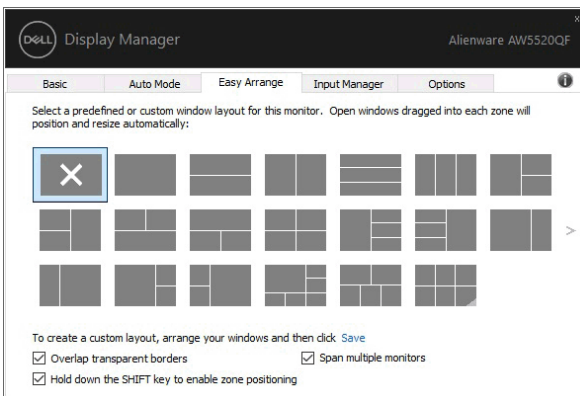 DELL Display Manager
Alienware AW5520QF
Basic Auto Mode Easy Arrange Input Manager Options
Select a predefined or custom window layout for this monitor. Open windows dragged into each zone will
position and resize automatically:
To create a custom layout, arrange your windows and then click Save
Overlap transparent borders Span multiple monitors
Hold down the SHIFT key to enable zone positioning